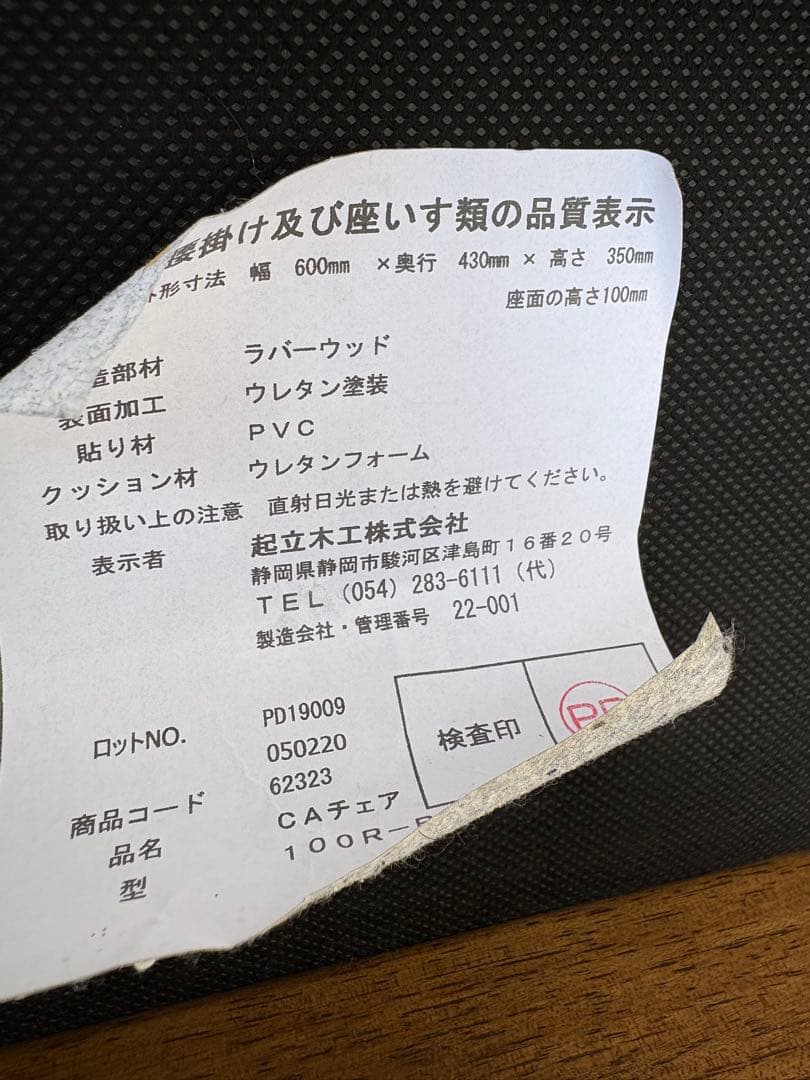 腰掛け及び座いす類の品質表示
外形寸法 幅 600mm ×奥行 430mm × 高さ 350mm
座面の高さ100mm
造部材 ラバーウッド
表面加工 ウレタン塗装
貼り材 PVC
クッション材 ウレタンフォーム
取り扱い上の注意 直射日光または熱を避けてください。
表示者 起立木工株式会社
静岡県静岡市駿河区津島町16番20号
TEL (054) 283-6111 (代)
製造会社・管理番号 22-001
ロットNO. PD19009
050220
商品コード 62323
品名 CAチェア
型 100R-
検査印